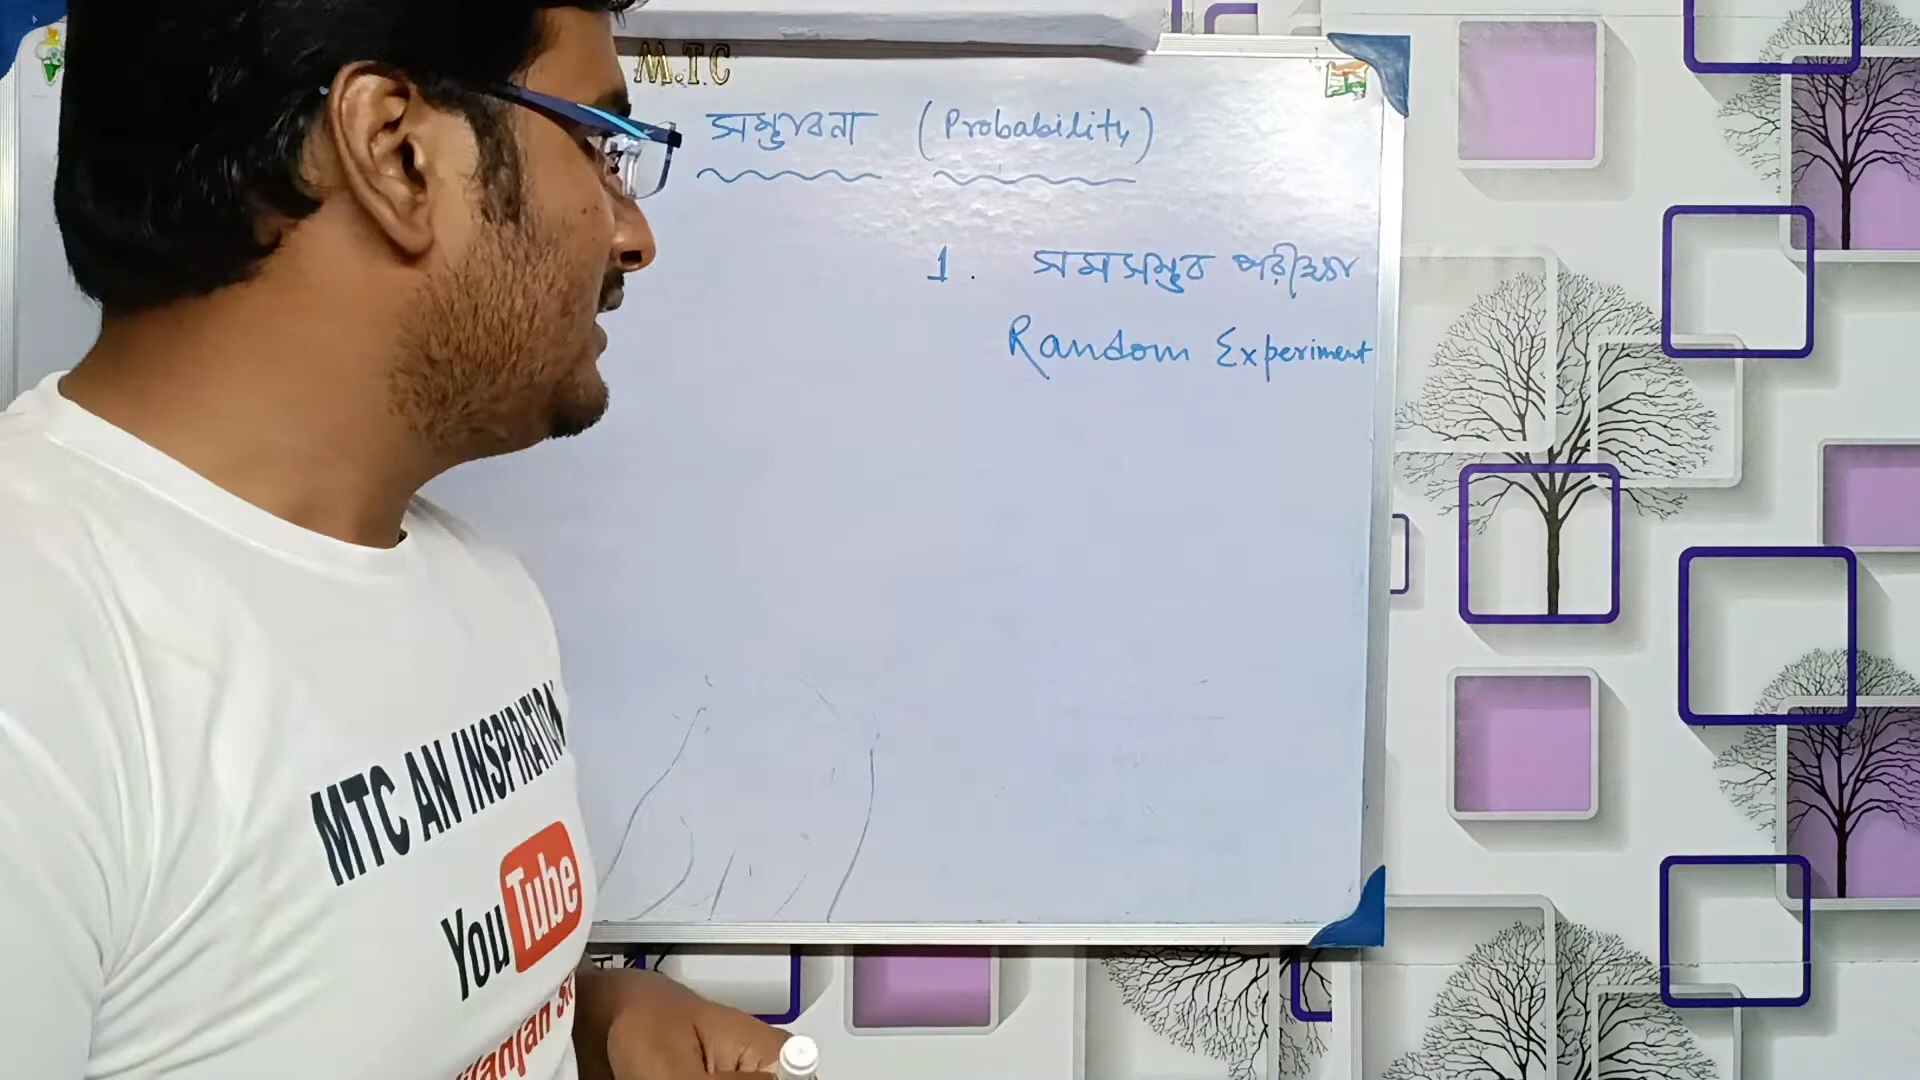 M.T.C
সম্ভাবনা (Probability)
1. সমসম্ভব পরীক্ষা
Random Experiment
MTC AN INSPIRATION
YouTube